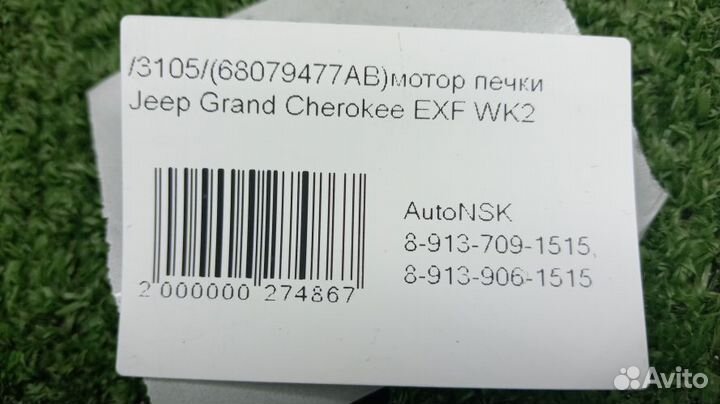 /3105/(68079477AB)мотор печки
Jeep Grand Cherokee EXF WK2
AutoNSK
8-913-709-1515,
8-913-906-1515
2 000000 274867
Avito